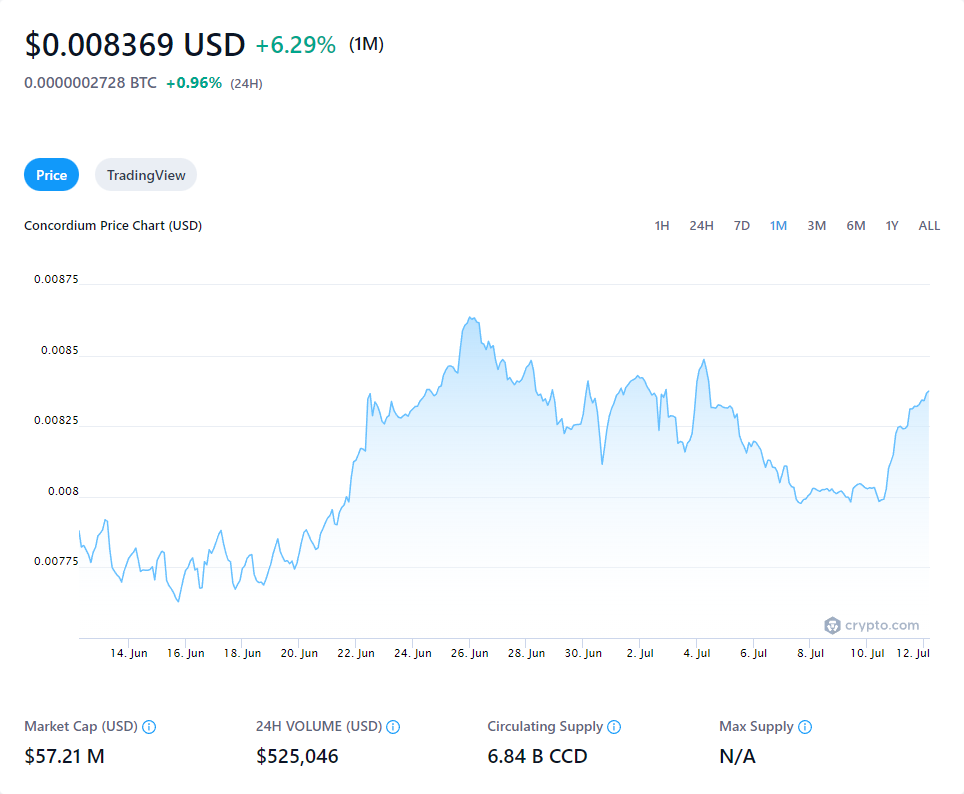 $0.008369 USD +6.29% (1M)
0.0000002728 BTC +0.96% (24H)
Price TradingView
Concordium Price Chart (USD) 1H 24H 7D 1M 3M 6M 1Y ALL
0.00875
0.0085
0.00825
0.008
0.00775
crypto.com
14. Jun 16. Jun 18. Jun 20. Jun 22. Jun 24. Jun 26. Jun 28. Jun 30. Jun 2. Jul 4. Jul 6. Jul 8. Jul 10. Jul 12. Jul
Market Cap (USD) 24H VOLUME (USD) Circulating Supply Max Supply
$57.21 M $525,046 6.84 B CCD N/A